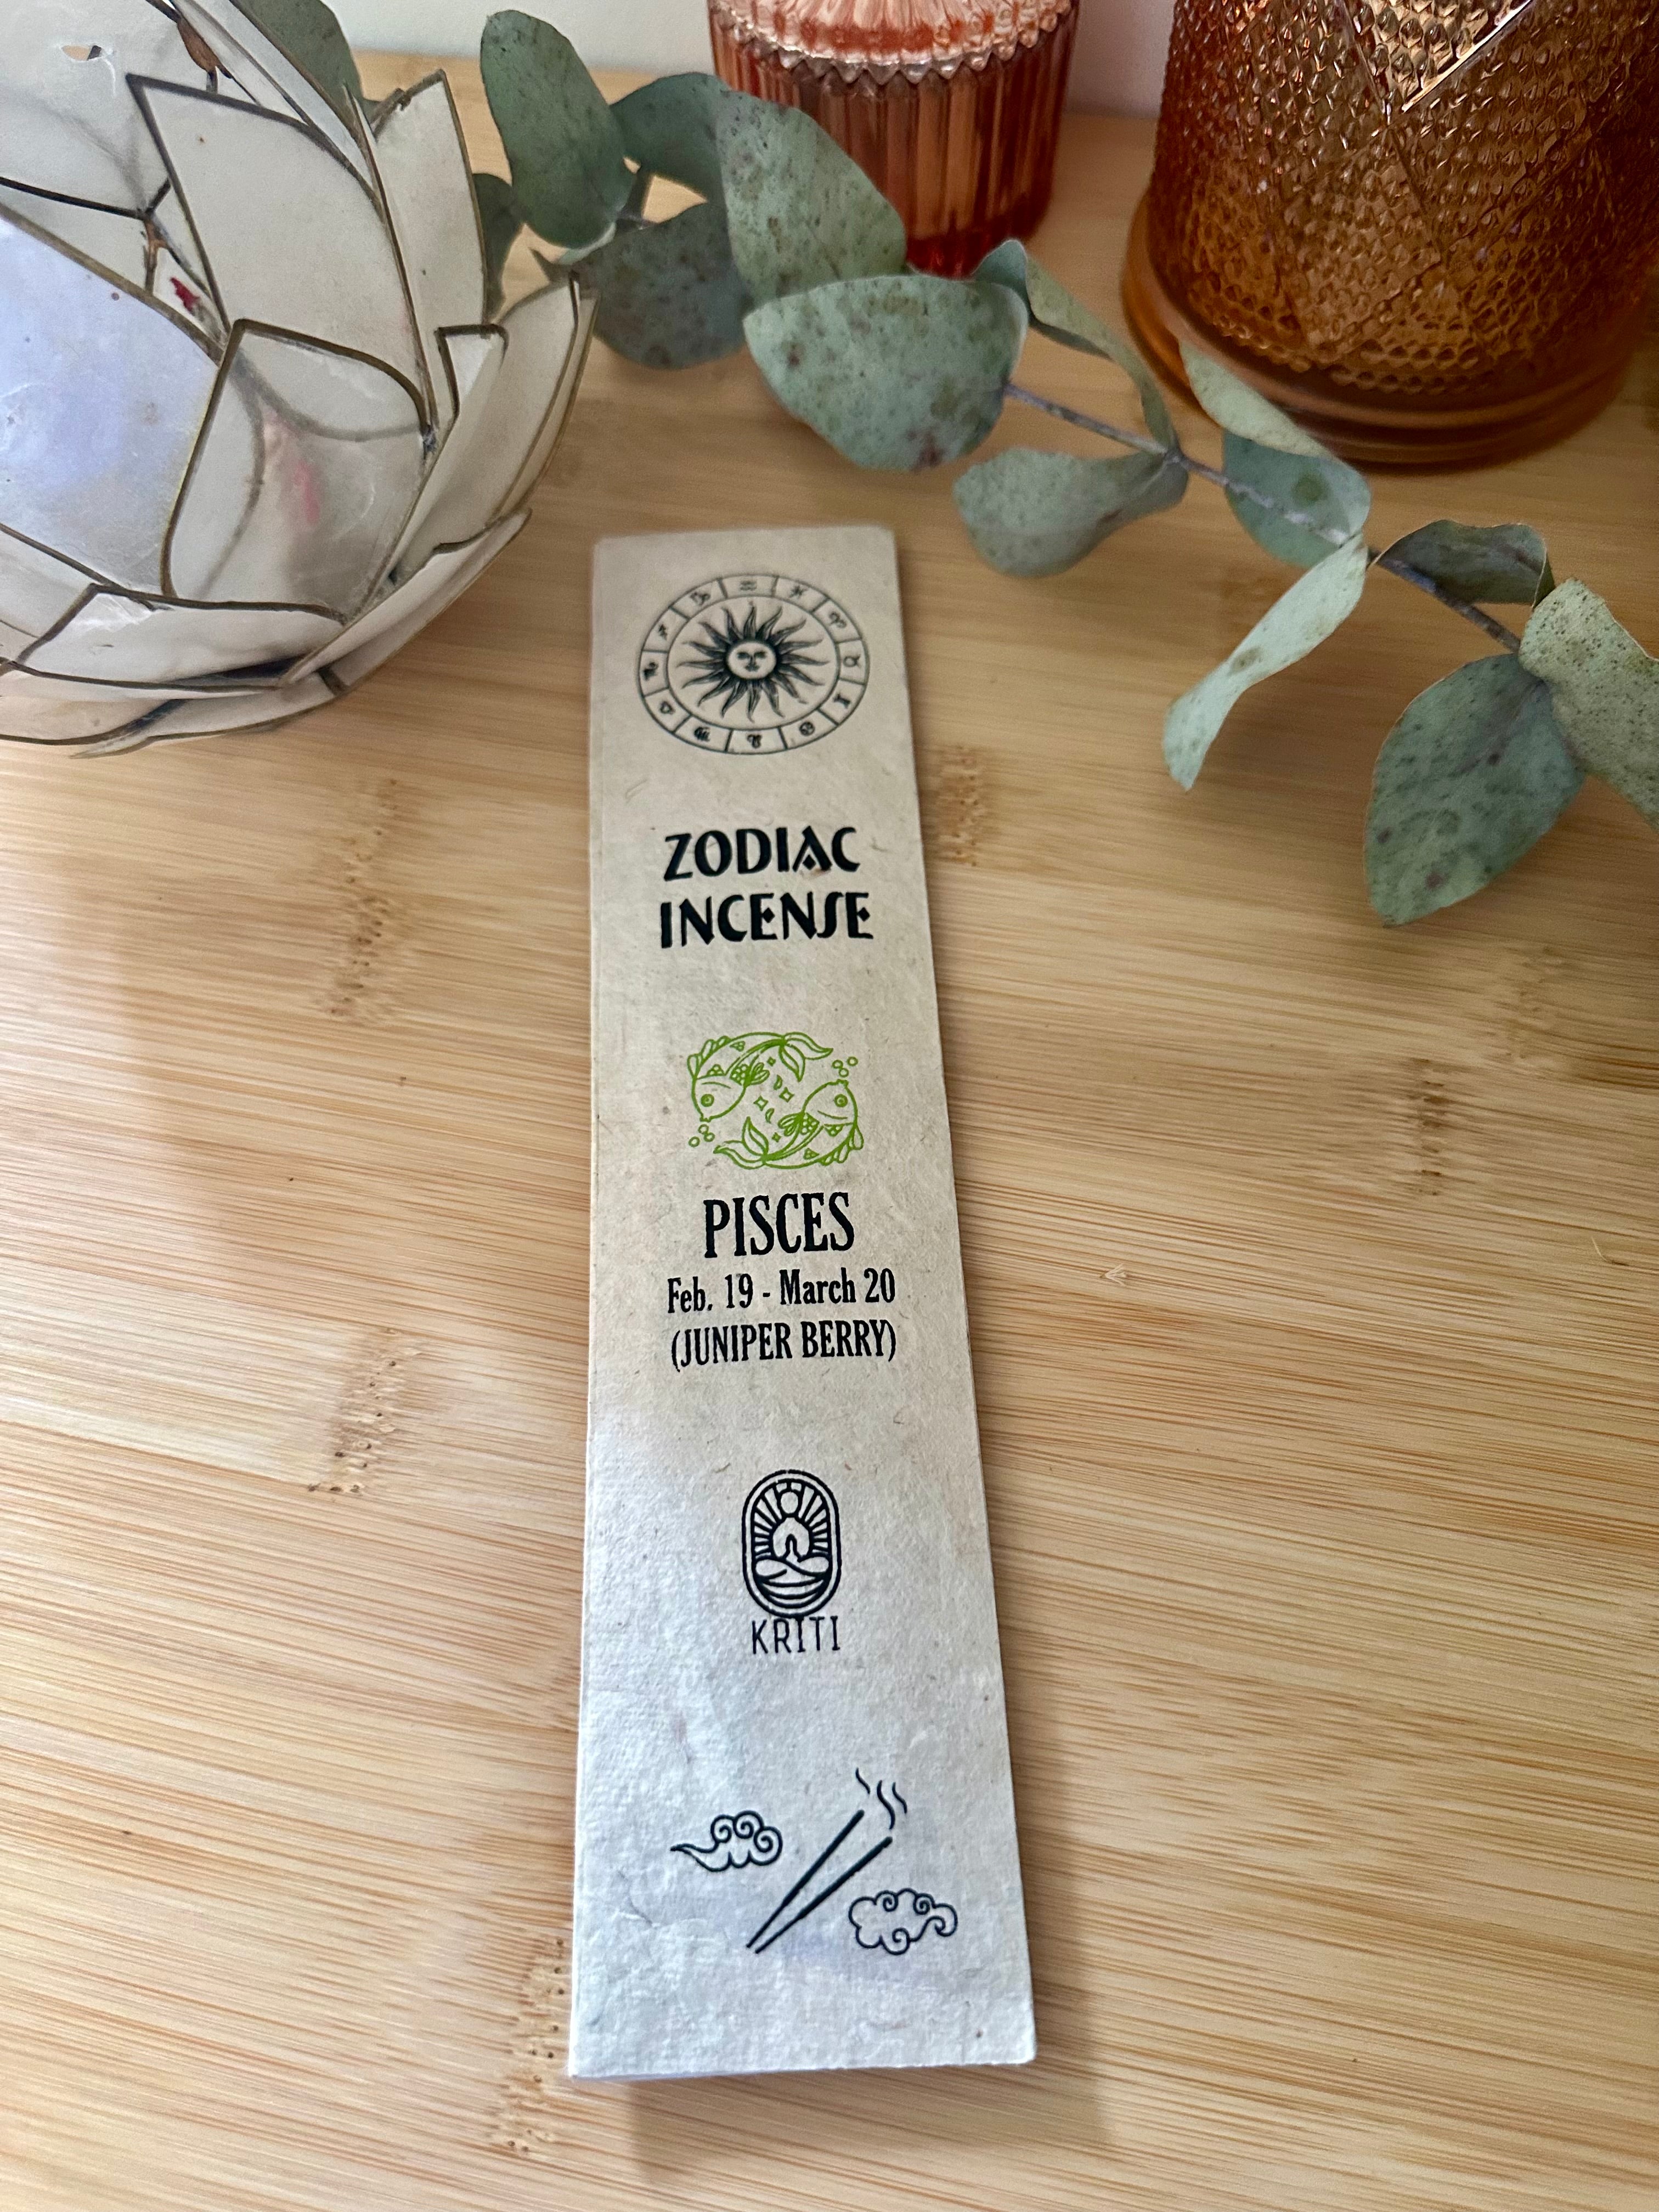 ZODIAC
INCENSE
PISCES
Feb. 19 - March 20
(JUNIPER BERRY)
KRITI